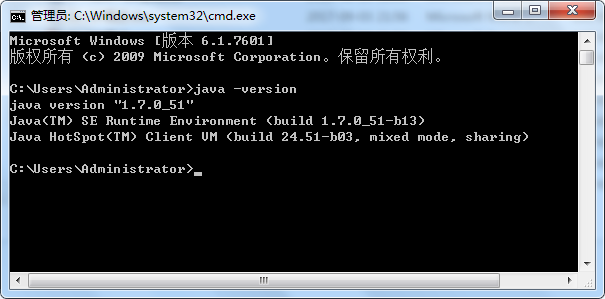 管理员: C:\Windows\system32\cmd.exe
Microsoft Windows [版本 6.1.7601]
版权所有 (c) 2009 Microsoft Corporation。保留所有权利。
C:\Users\Administrator>java -version
java version "1.7.0_51"
Java(TM) SE Runtime Environment (build 1.7.0_51-b13)
Java HotSpot(TM) Client VM (build 24.51-b03, mixed mode, sharing)
C:\Users\Administrator>_